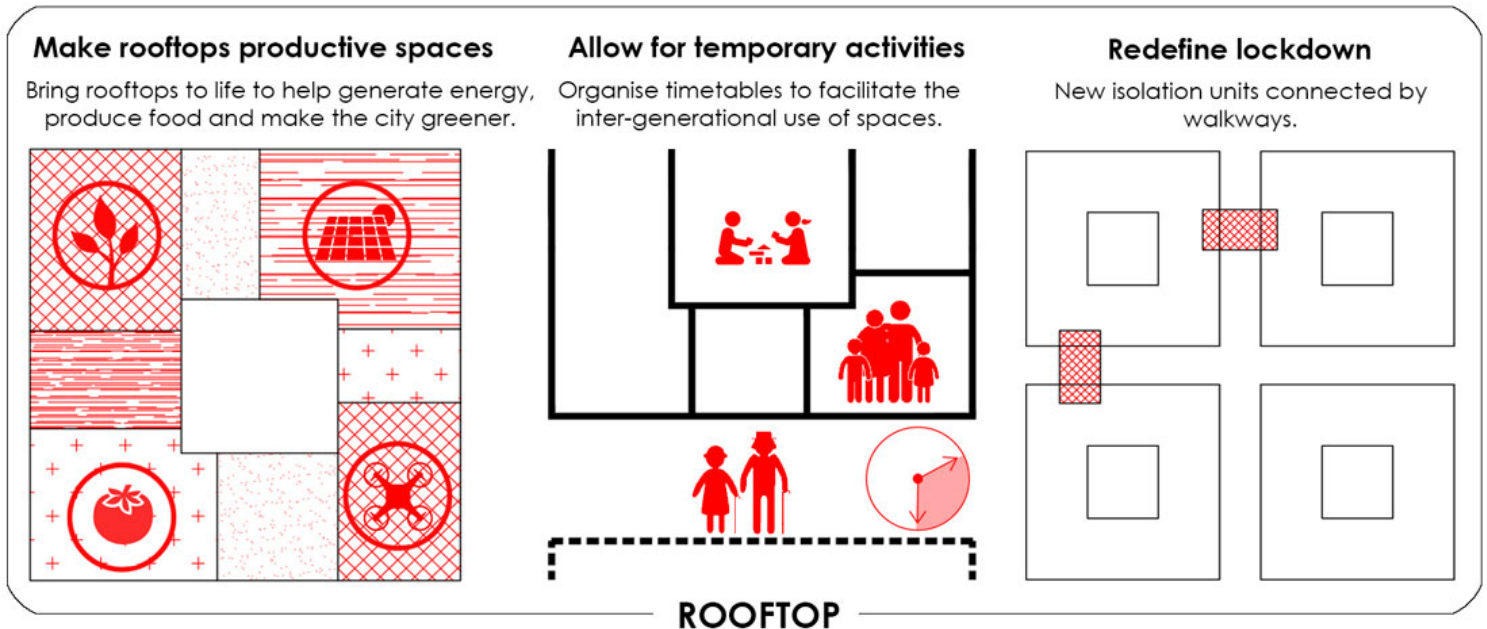 Make rooftops productive spaces
Bring rooftops to life to help generate energy,
produce food and make the city greener.
Allow for temporary activities
Organise timetables to facilitate the
inter-generational use of spaces.
Redefine lockdown
New isolation units connected by
walkways.
ROOFTOP